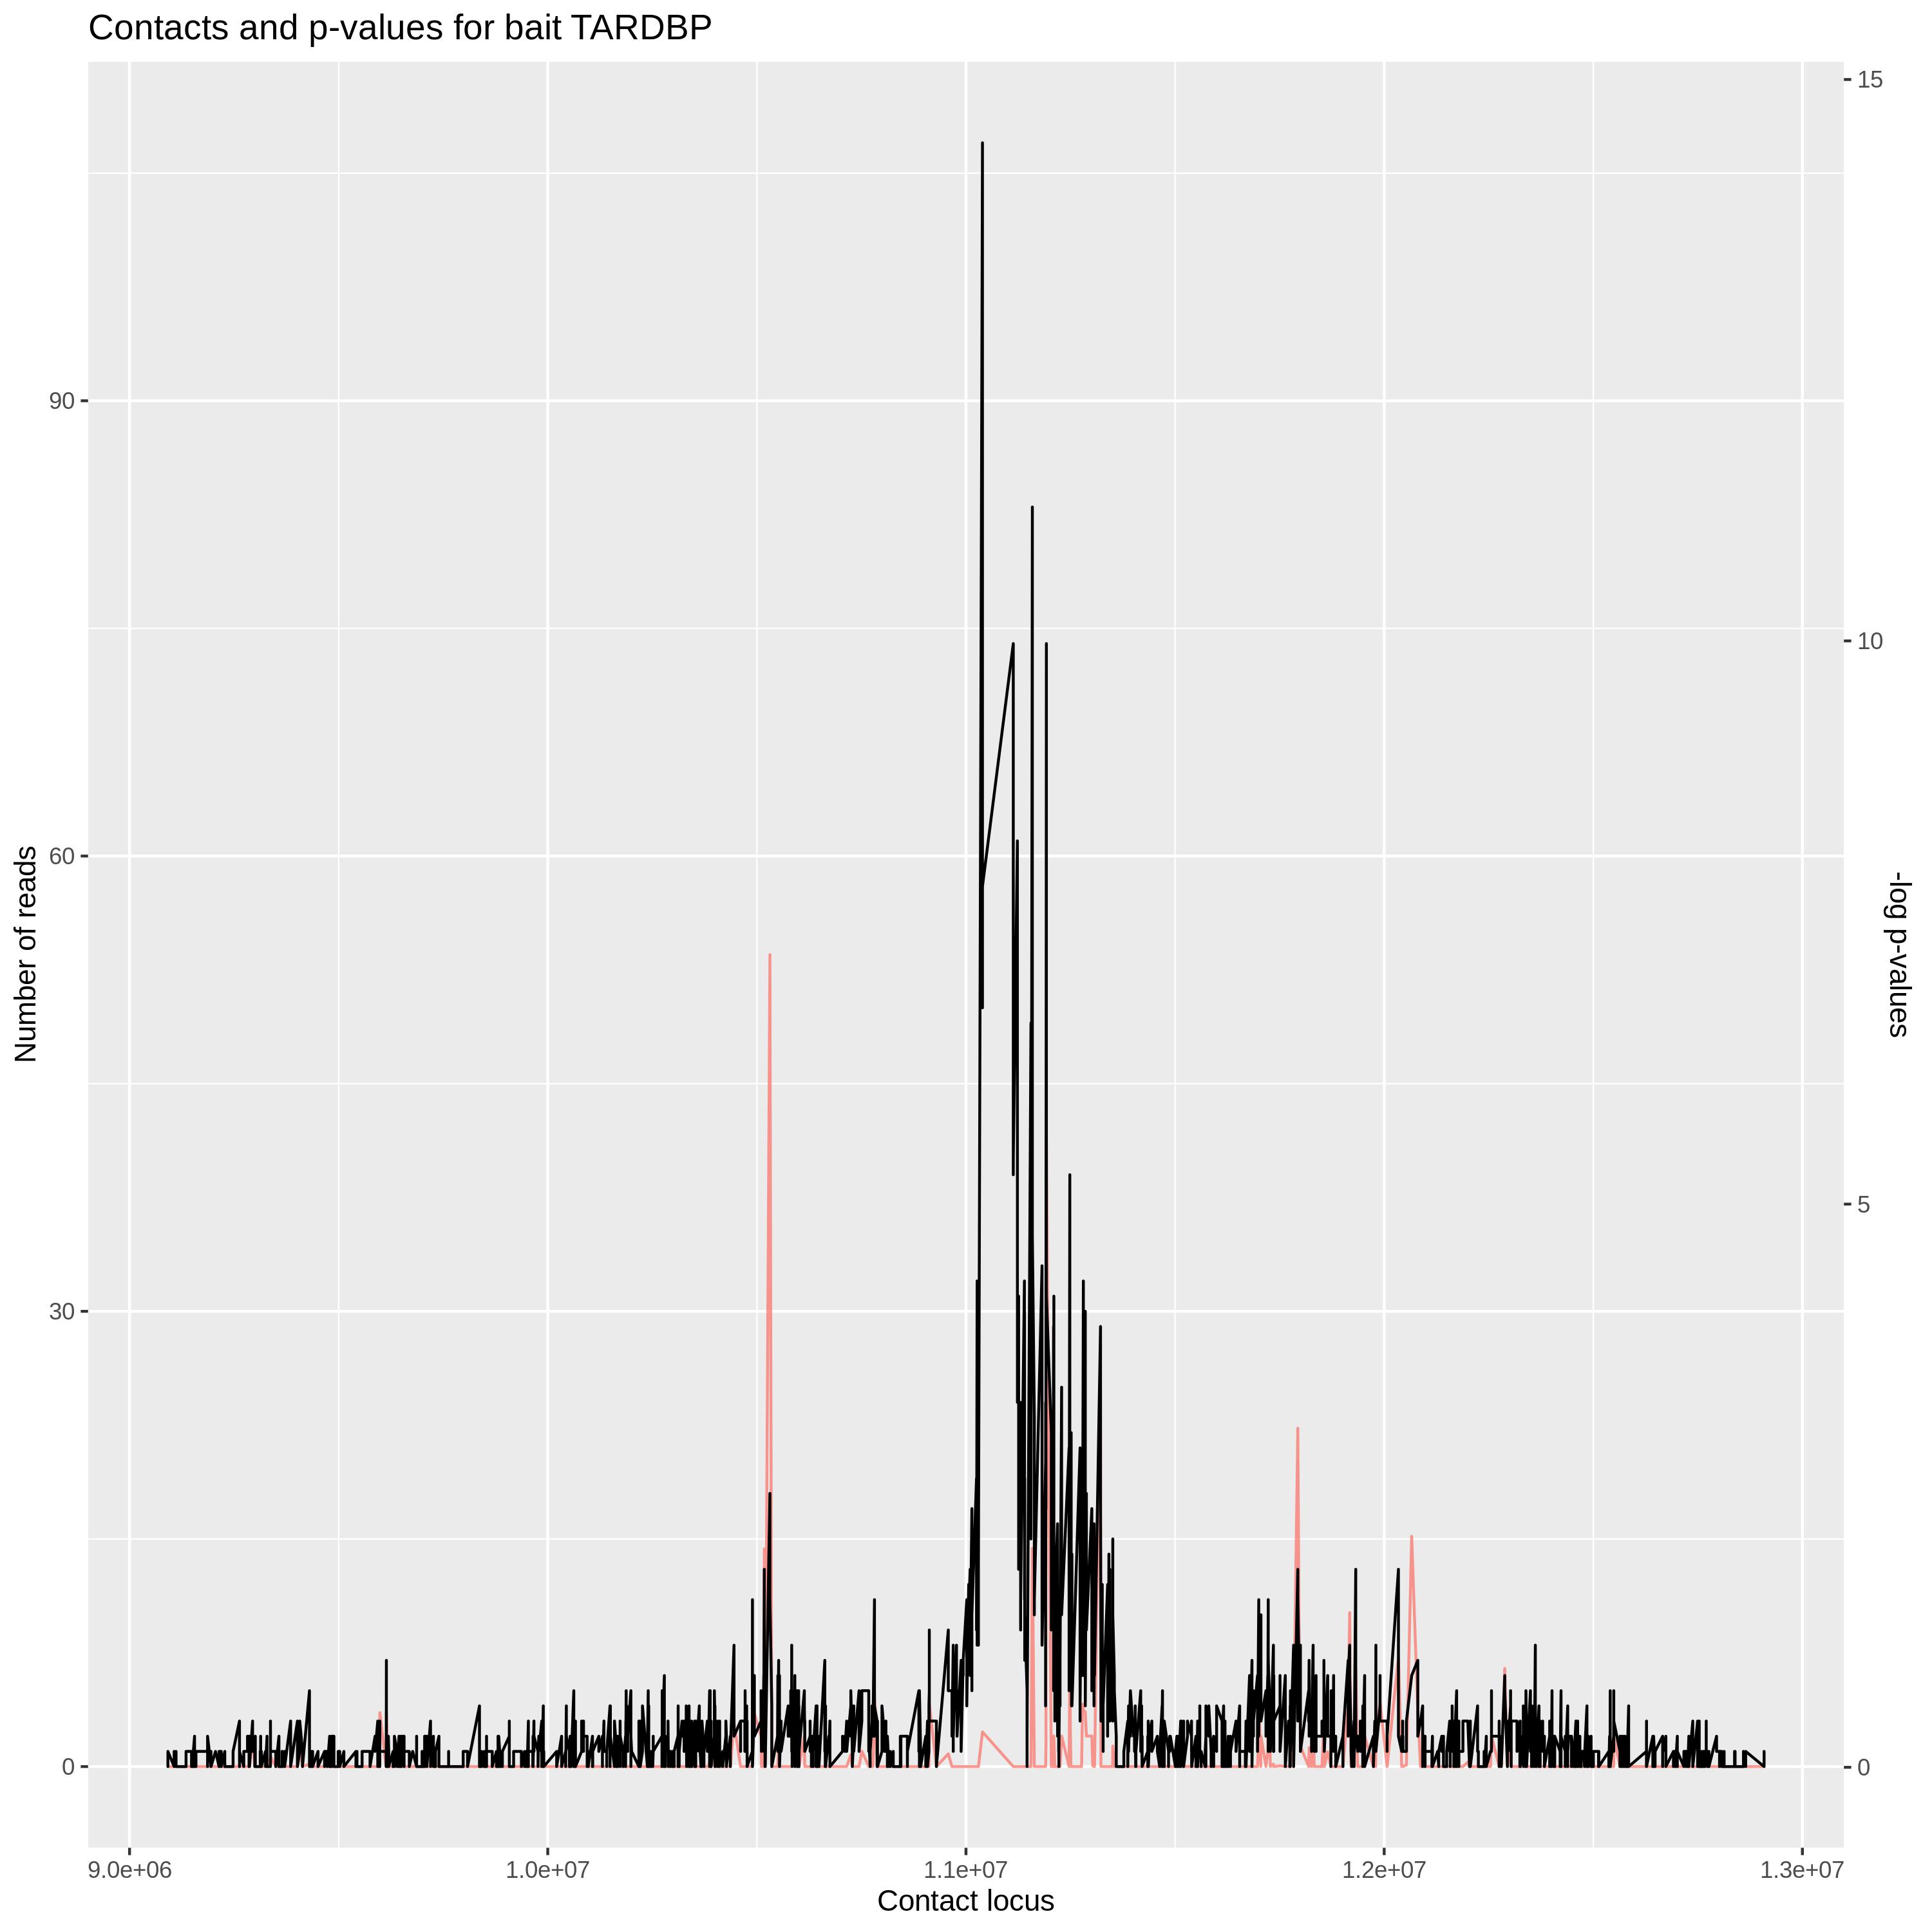 Contacts and p-values for bait TARDBP
Number of reads
90
60
30
0
15
10
5
0
-log p-values
9.0e+06
1.0e+07
1.1e+07
1.2e+07
1.3e+07
Contact locus